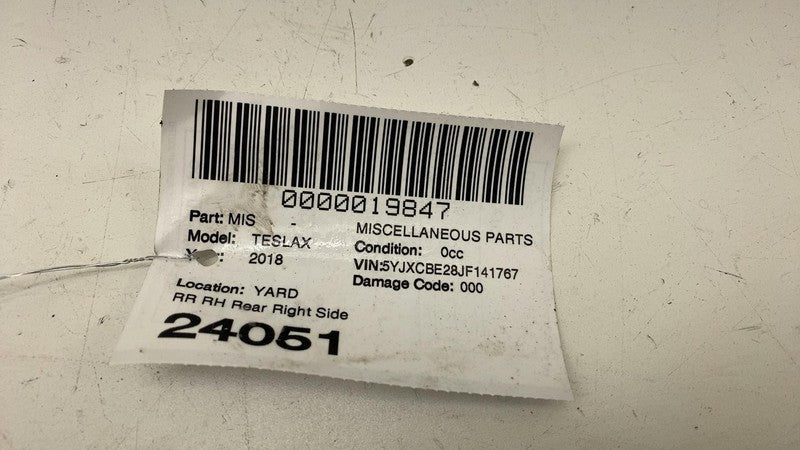 0000019847
Part: MIS - MISCELLANEOUS PARTS
Model: TESLAX Condition: 0cc
2018 VIN:5YJXCBE28JF141767
Damage Code: 000
Location: YARD
RR RH Rear Right Side
24051